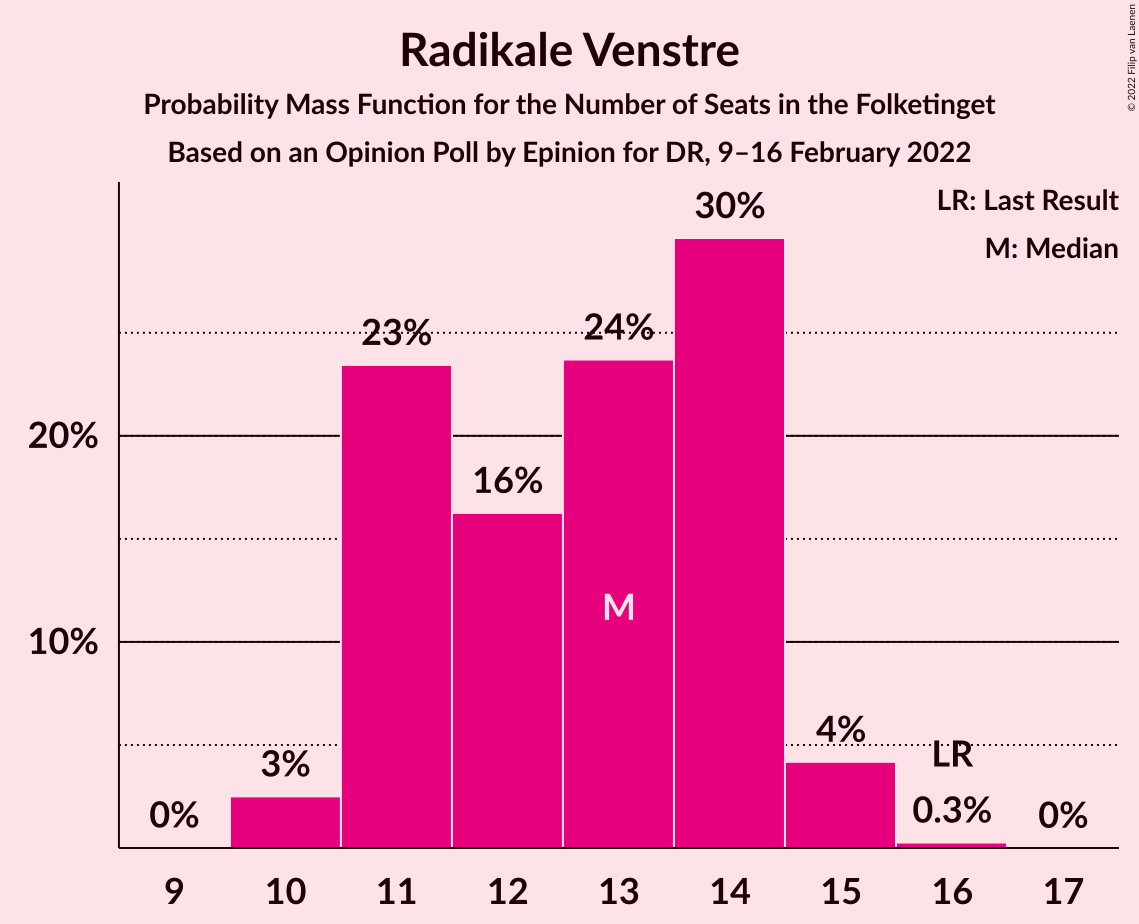 Radikale Venstre
Probability Mass Function for the Number of Seats in the Folketinget
Based on an Opinion Poll by Epinion for DR, 9–16 February 2022
© 2022 Filip van Laenen
LR: Last Result
M: Median
30%
23%
24%
20%
16%
M
10%
4%
LR
3%
0.3%
0%
0%
9 10 11 12 13 14 15 16 17